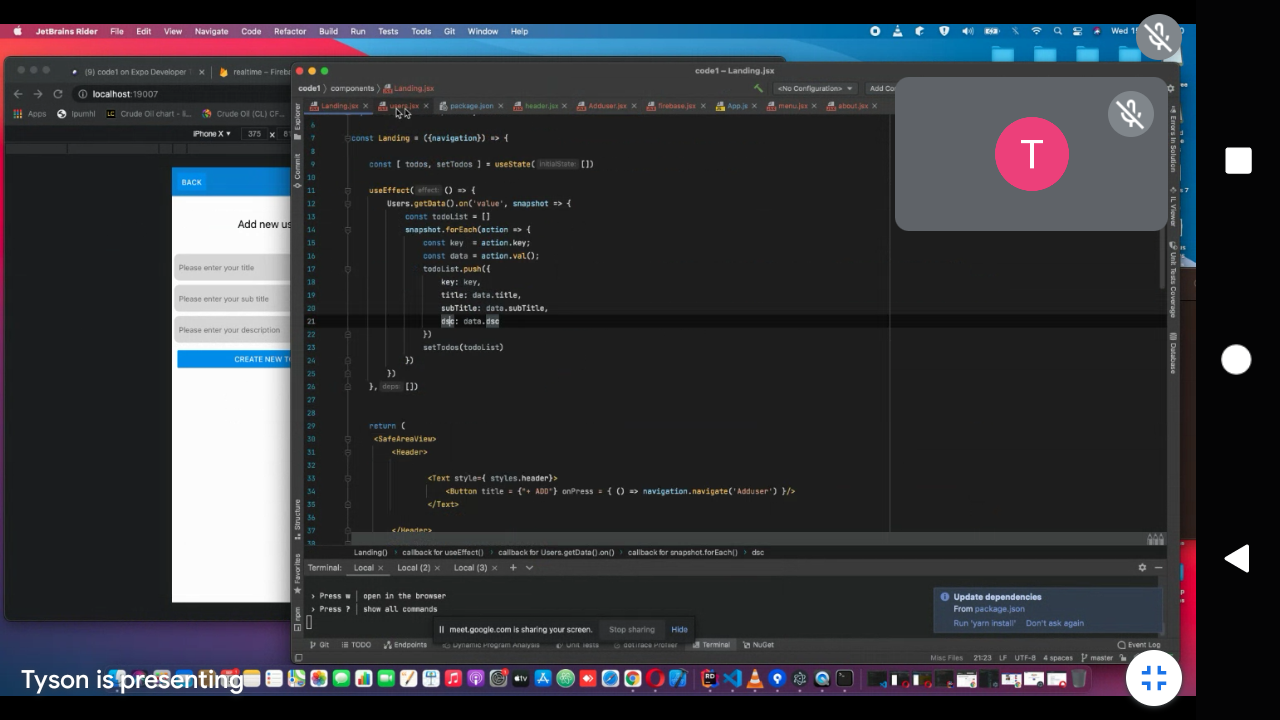 JetBrains Rider File Edit View Navigate Code Refactor Build Run Tests Tools Git Window Help Wed
(9) code1 on Expo Developer
realtime – Fireb
code1 – Landing.jsx
localhost:19007
code1 components Landing.jsx
<No Configuration>
Add Co
Apps Ipumhl LC Crude Oil chart - li... Crude Oil (CL) CF
Landing.jsx users.jsx package.json header.jsx Adduser.jsx firebase.jsx App.js menu.jsx about.jsx
iPhone X 375 x 8
6
7 const Landing = ({navigation}) => {
9 const [ todos, setTodos ] = useState( initialState: [])
10
11 useEffect( effect: () => {
12 Users.getData().on('value', snapshot => {
13 const todoList = []
14 snapshot.forEach(action => {
15 const key = action.key;
16 const data = action.val();
17 todoList.push({
18 key: key,
19 title: data.title,
20 subTitle: data.subTitle,
21 dsc: data.dsc
22 })
23 setTodos(todoList)
24 })
25 })
26 }, deps: [])
27
28
29 return (
30 <SafeAreaView>
31 <Header>
32
33 <Text style={ styles.header}>
34 <Button title = {"+ ADD"} onPress = { () => navigation.navigate('Adduser') }/>
35 </Text>
36
37 </Header>
38
BACK
Add new us
Please enter your title
Please enter your sub title
Please enter your description
CREATE NEW TO
Explorer
Commit
Structure
Favorites
npm
T
Errors In Solution
IL Viewer
Unit Tests Coverage
Database
Landing() callback for useEffect() callback for Users.getData().on() callback for snapshot.forEach() dsc
Terminal: Local Local (2) Local (3) +
› Press w | open in the browser
› Press ? | show all commands
Update dependencies
From package.json
Run 'yarn install' Don't ask again
meet.google.com is sharing your screen. Stop sharing Hide
Git TODO Endpoints Dynamic Program Analysis Unit Tests dotTrace Profiler Terminal NuGet Event Log
Misc Files 21:23 LF UTF-8 4 spaces master
Tyson is presenting